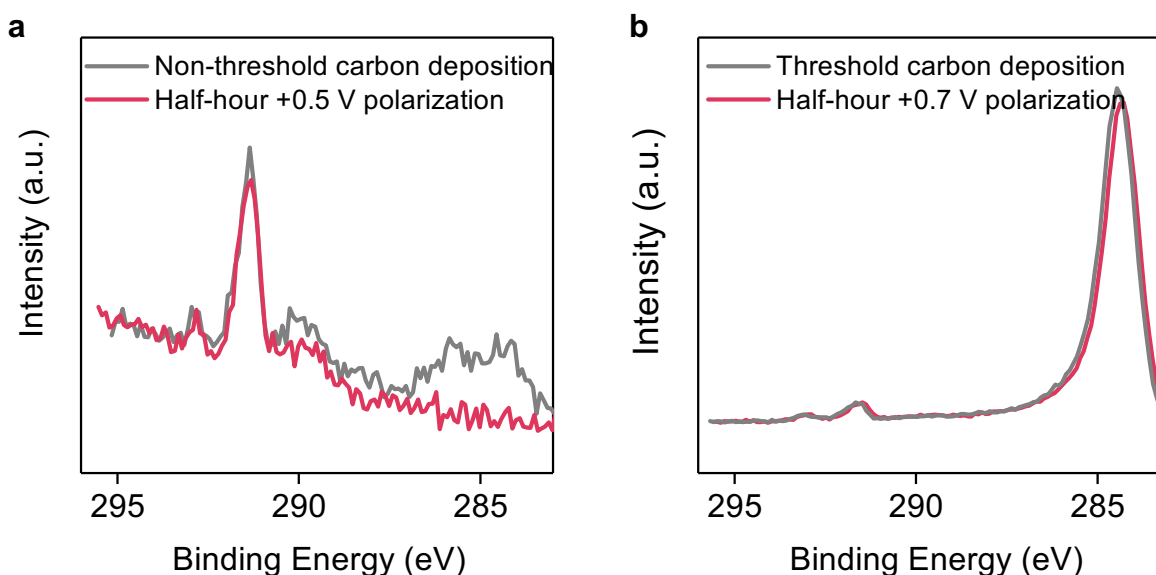 a
Non-threshold carbon deposition
Half-hour +0.5 V polarization
Intensity (a.u.)
295
290
285
Binding Energy (eV)
b
Threshold carbon deposition
Half-hour +0.7 V polarization
Intensity (a.u.)
295
290
285
Binding Energy (eV)